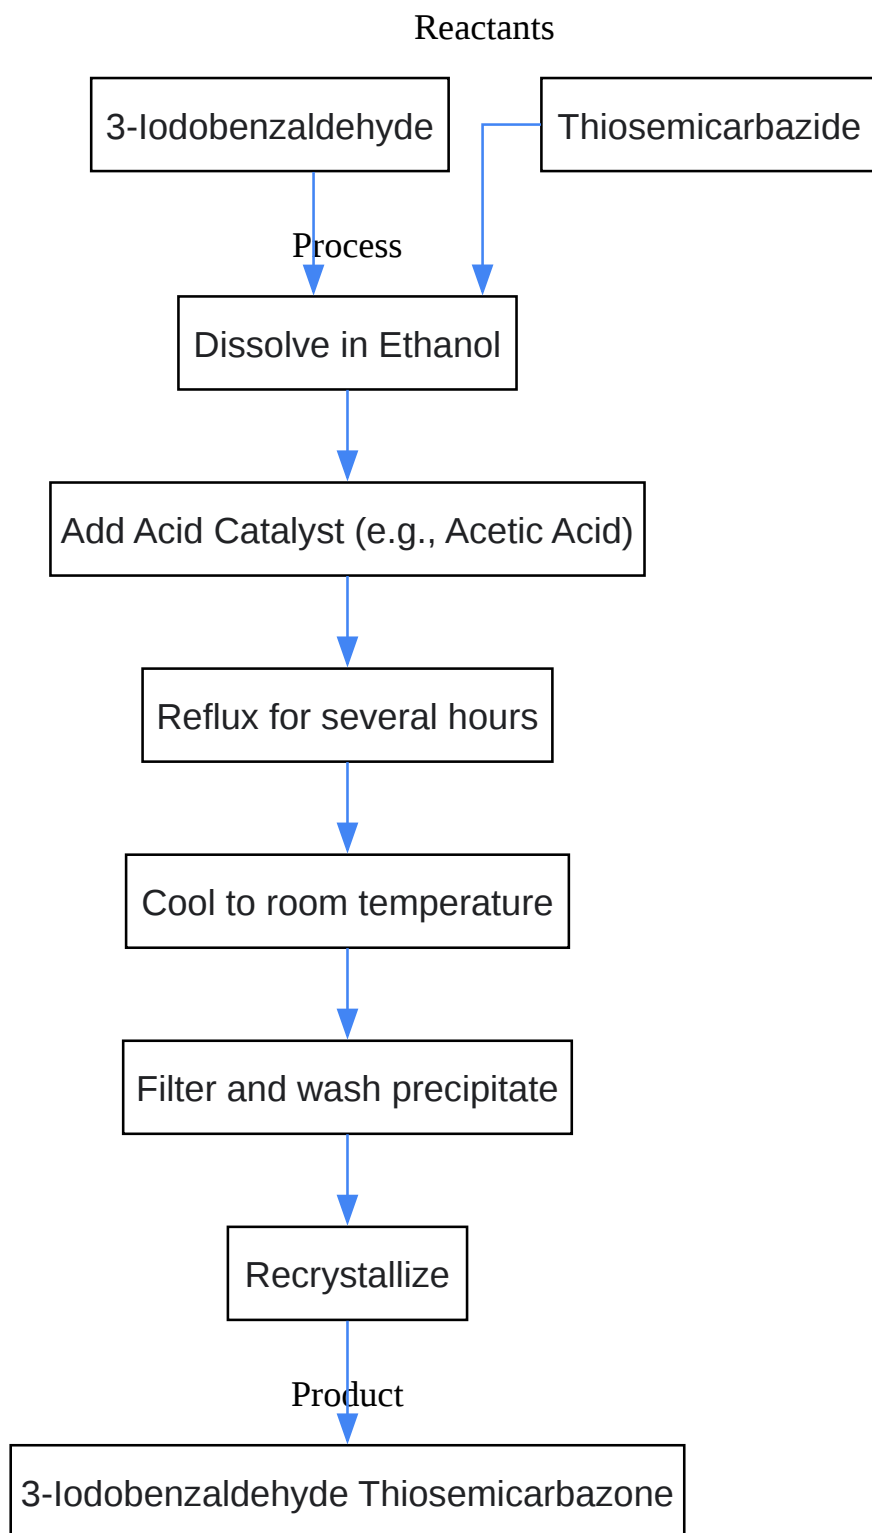 Reactants
3-Iodobenzaldehyde
Thiosemicarbazide
Process
Dissolve in Ethanol
Add Acid Catalyst (e.g., Acetic Acid)
Reflux for several hours
Cool to room temperature
Filter and wash precipitate
Recrystallize
Product
3-Iodobenzaldehyde Thiosemicarbazone